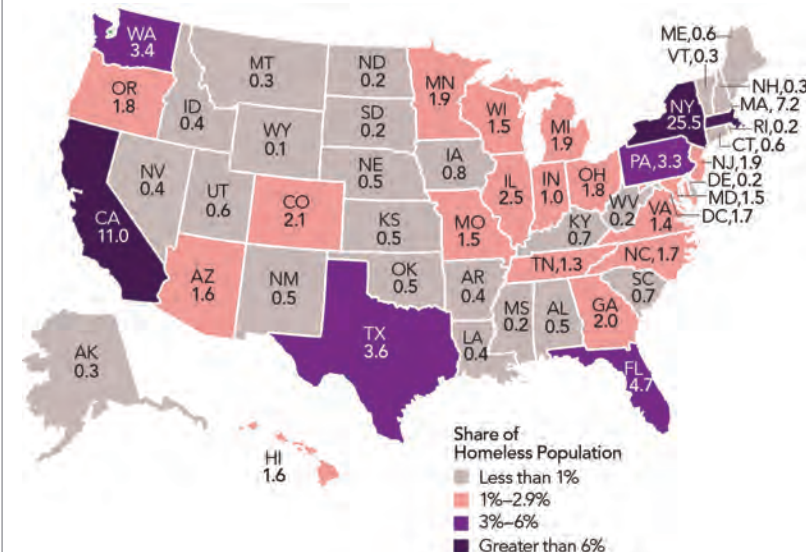 WA
3.4
OR
1.8
CA
11.0
NV
0.4
ID
0.4
MT
0.3
WY
0.1
UT
0.6
AZ
1.6
CO
2.1
NM
0.5
ND
0.2
SD
0.2
NE
0.5
KS
0.5
OK
0.5
TX
3.6
MN
1.9
IA
0.8
MO
1.5
AR
0.4
LA
0.4
WI
1.5
IL
2.5
MI
1.9
IN
1.0
OH
1.8
KY
0.7
TN,1.3
MS
0.2
AL
0.5
GA
2.0
FL
4.7
SC
0.7
NC,1.7
VA
1.4
WV
0.2
PA,3.3
NY
25.5
ME,0.6
VT,0.3
NH,0.3
MA, 7.2
RI,0.2
CT,0.6
NJ,1.9
DE,0.2
MD,1.5
DC,1.7
AK
0.3
HI
1.6
Share of
Homeless Population
Less than 1%
1%–2.9%
3%–6%
Greater than 6%